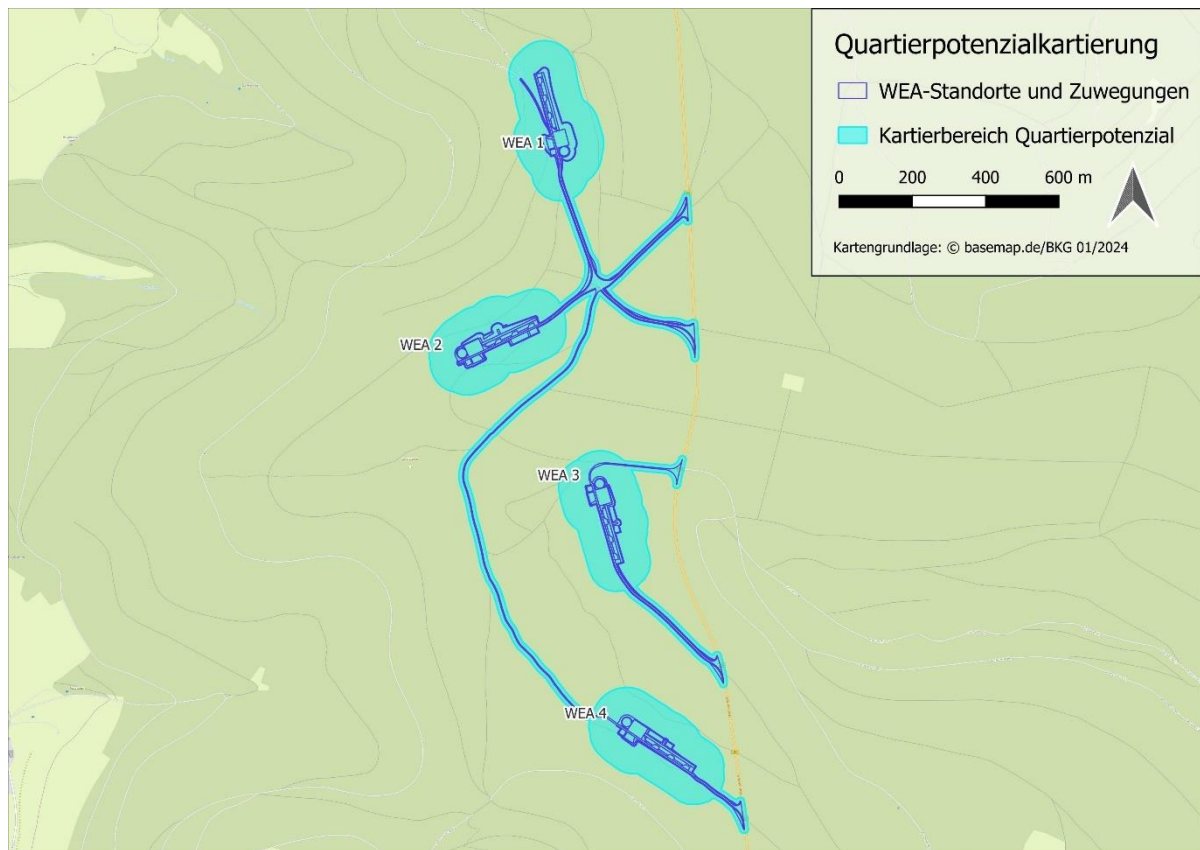 Quartierpotenzialkartierung
WEA-Standorte und Zuwegungen
Kartierbereich Quartierpotenzial
0 200 400 600 m
Kartengrundlage: © basemap.de/BKG 01/2024
WEA 1
WEA 2
WEA 3
WEA 4